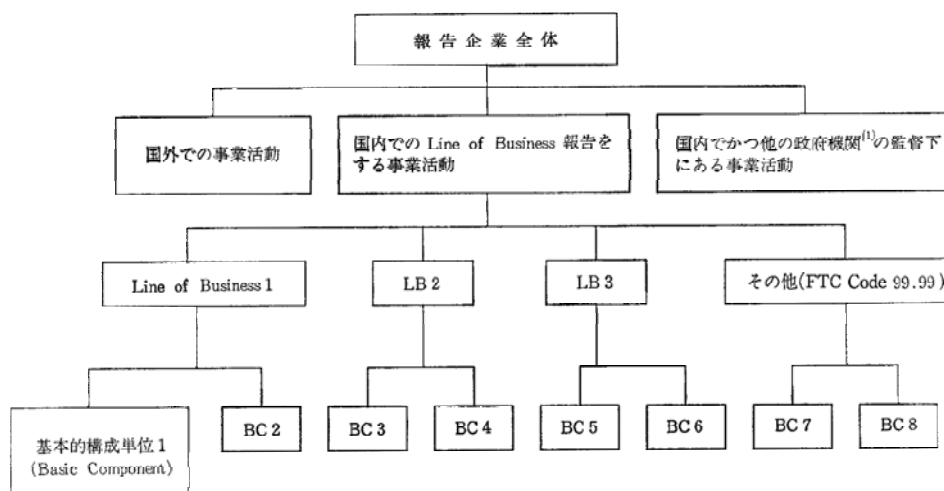 報告企業全体
国外での事業活動
国内での Line of Business 報告を
する事業活動
国内でかつ他の政府機関(1)の監督下
にある事業活動
Line of Business 1
LB 2
LB 3
その他(FTC Code 99.99)
基本的構成単位 1
(Basic Component)
BC 2
BC 3
BC 4
BC 5
BC 6
BC 7
BC 8